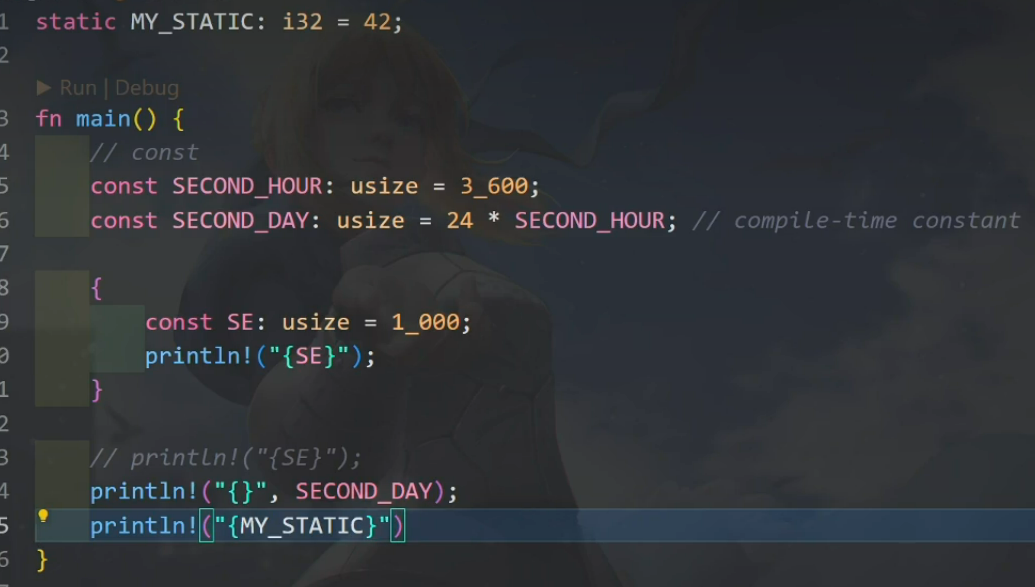 1 static MY_STATIC: i32 = 42;
2
▶ Run | Debug
3 fn main() {
4     // const
5     const SECOND_HOUR: usize = 3_600;
6     const SECOND_DAY: usize = 24 * SECOND_HOUR; // compile-time constant
7
8     {
9         const SE: usize = 1_000;
0         println!("{SE}");
1     }
2
3     // println!("{SE}");
4     println!("{}", SECOND_DAY);
5     println!("{MY_STATIC}")
6 }